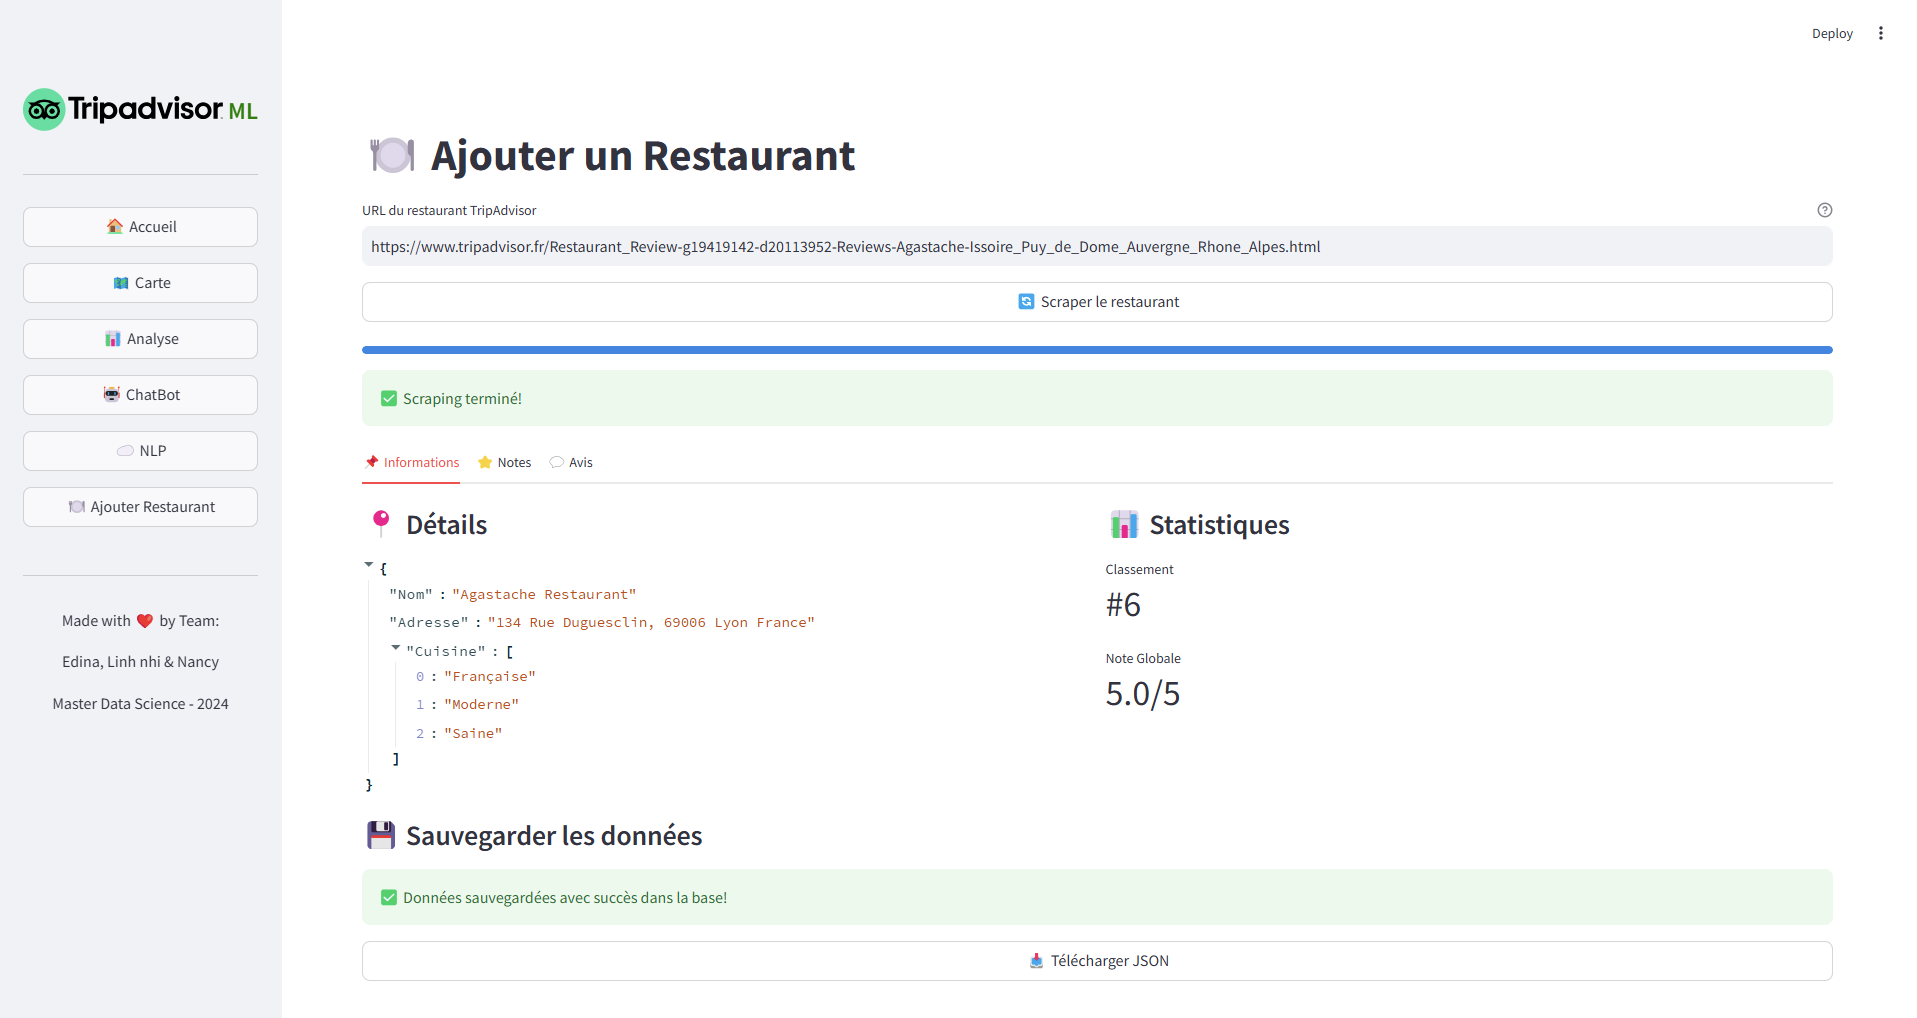 Deploy
Tripadvisor ML
Accueil
Carte
Analyse
ChatBot
NLP
Ajouter Restaurant
Made with ❤️ by Team:
Edina, Linh nhi & Nancy
Master Data Science - 2024
Ajouter un Restaurant
URL du restaurant TripAdvisor
https://www.tripadvisor.fr/Restaurant_Review-g19419142-d20113952-Reviews-Agastache-Issoire_Puy_de_Dome_Auvergne_Rhone_Alpes.html
Scraper le restaurant
Scraping terminé!
Informations Notes Avis
Détails
{
"Nom" : "Agastache Restaurant"
"Adresse" : "134 Rue Duguesclin, 69006 Lyon France"
"Cuisine" : [
0 : "Française"
1 : "Moderne"
2 : "Saine"
]
}
Statistiques
Classement
#6
Note Globale
5.0/5
Sauvegarder les données
Données sauvegardées avec succès dans la base!
Télécharger JSON